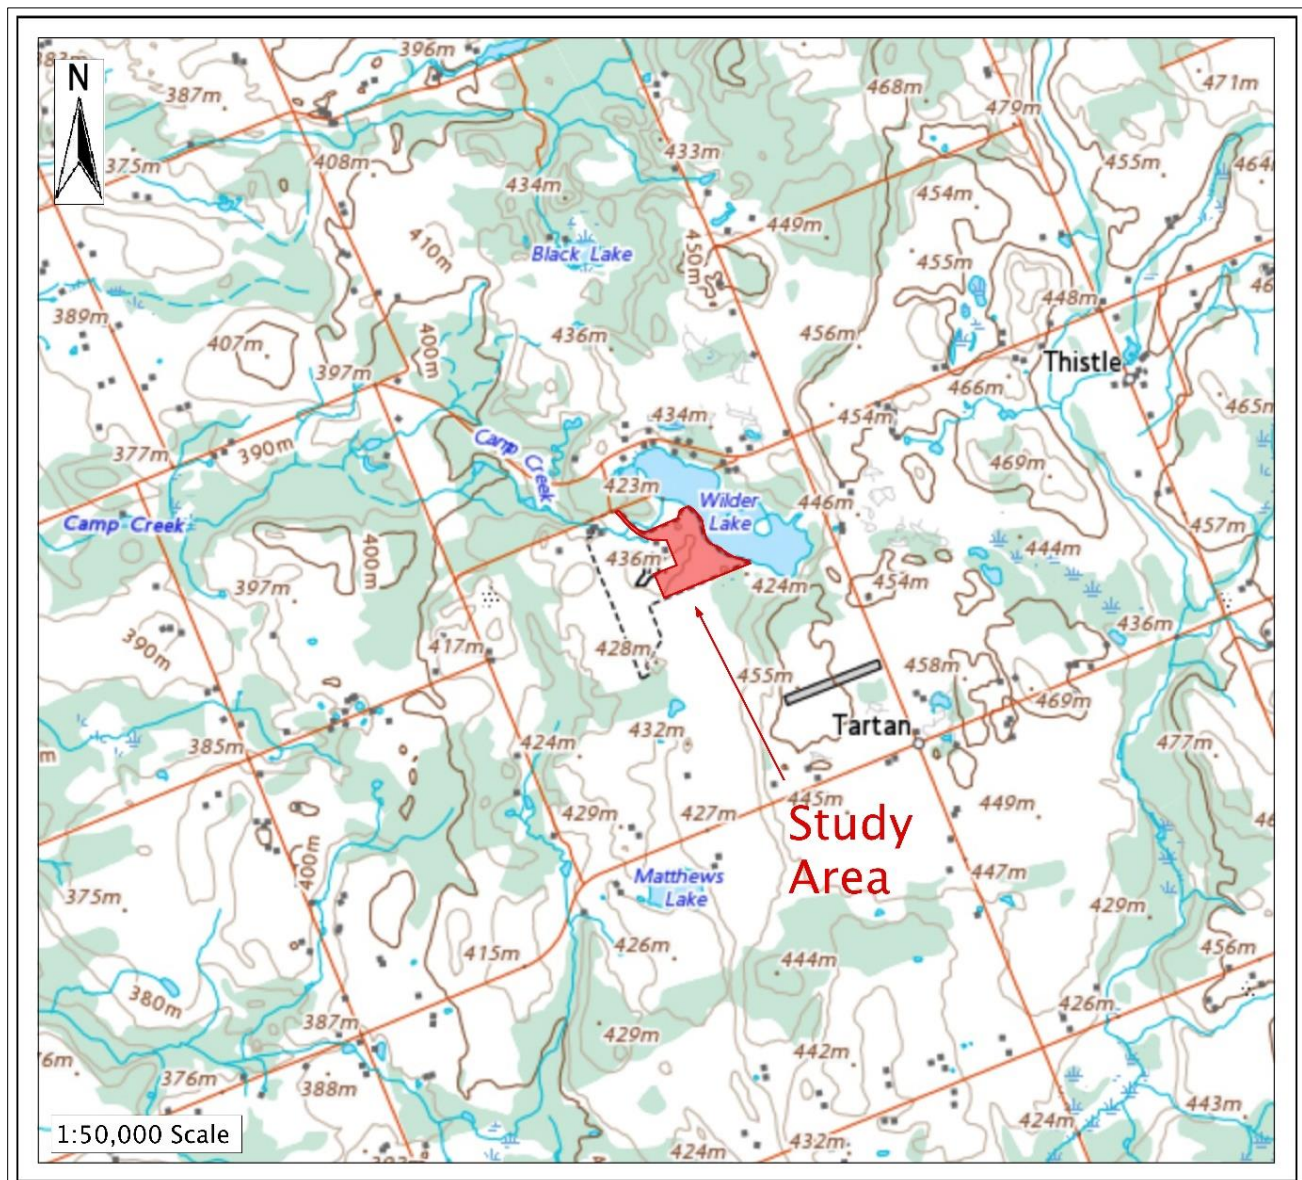 396m
N
387m
468m
471m
479m
375m
408m
433m
455m
464
434m
454m
449m
410m
450m
Black Lake
455m
448m
46
389m
436m
456m
407m
400m
397m
Thistle
466m
434m
454m
465m
377m
390m
Camp
Creek
469m
423m
Wilder
Lake
446m
Camp Creek
457m
400m
436m
444m
397m
424m
454m
390m
417m
428m
436m
455m
458m
469m
432m
Tartan
m
385m
424m
477m
445m
449m
429m
427m
Study
Area
400m
Matthews
Lake
447m
375m
429m
415m
426m
444m
456m
380m
387m
429m
426m
442m
6m
376m
388m
443m
424m
1:50,000 Scale
432m
424m